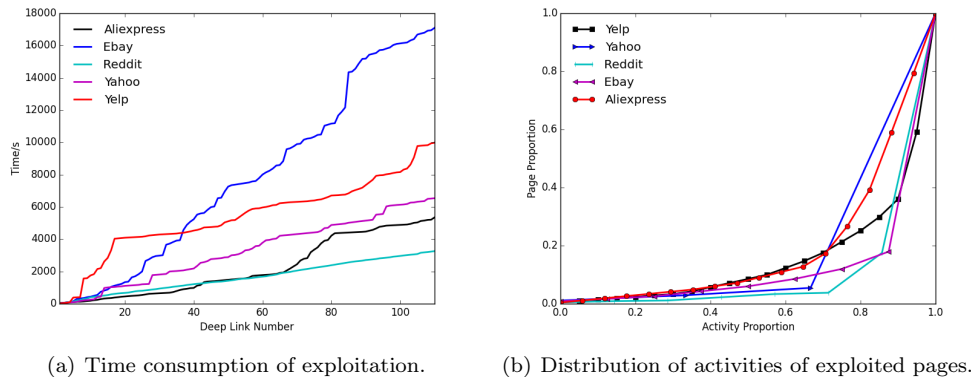 18000
16000
14000
12000
10000
8000
6000
4000
2000
0
Time/s
Aliexpress
Ebay
Reddit
Yahoo
Yelp
20
40
60
80
100
Deep Link Number
(a) Time consumption of exploitation.
1.0
0.8
0.6
0.4
0.2
0.0
Page Proportion
Yelp
Yahoo
Reddit
Ebay
Aliexpress
0.0
0.2
0.4
0.6
0.8
1.0
Activity Proportion
(b) Distribution of activities of exploited pages.